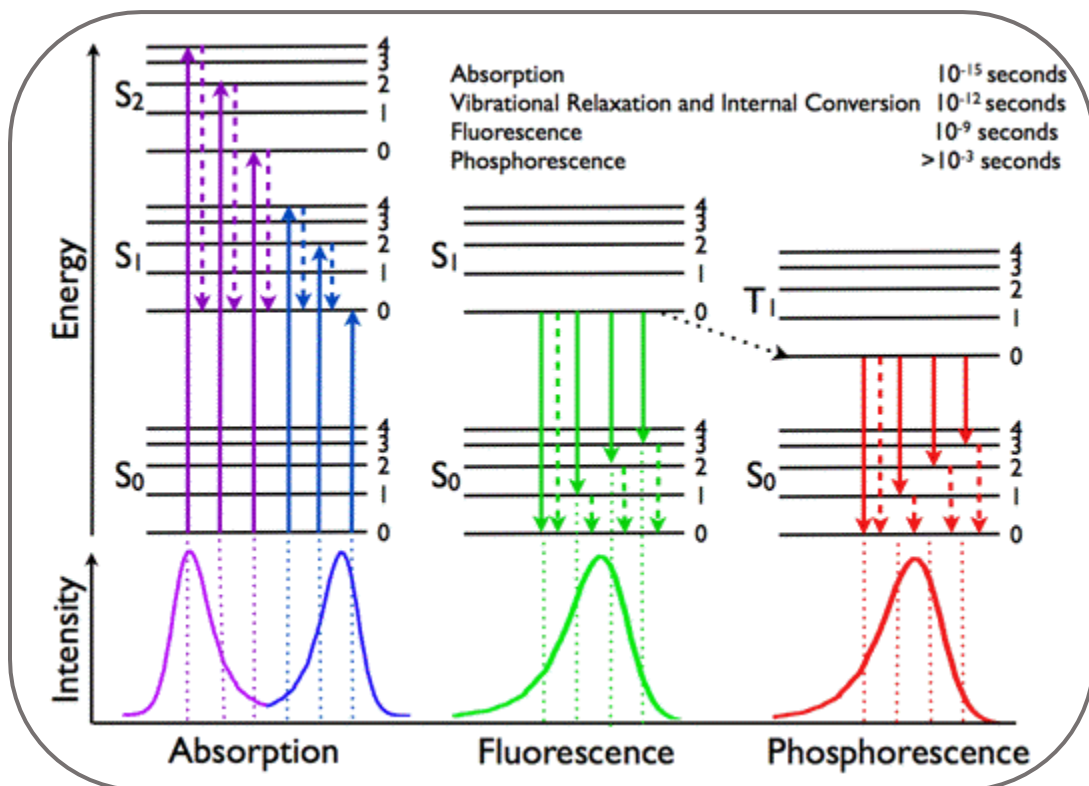 Absorption 10⁻¹⁵ seconds
Vibrational Relaxation and Internal Conversion 10⁻¹² seconds
Fluorescence 10⁻⁹ seconds
Phosphorescence >10⁻³ seconds
Energy
S₂
4
3
2
1
0
S₁
4
3
2
1
0
S₀
4
3
2
1
0
S₁
4
3
2
1
0
S₀
4
3
2
1
0
T₁
4
3
2
1
0
S₀
4
3
2
1
0
Intensity
Absorption
Fluorescence
Phosphorescence